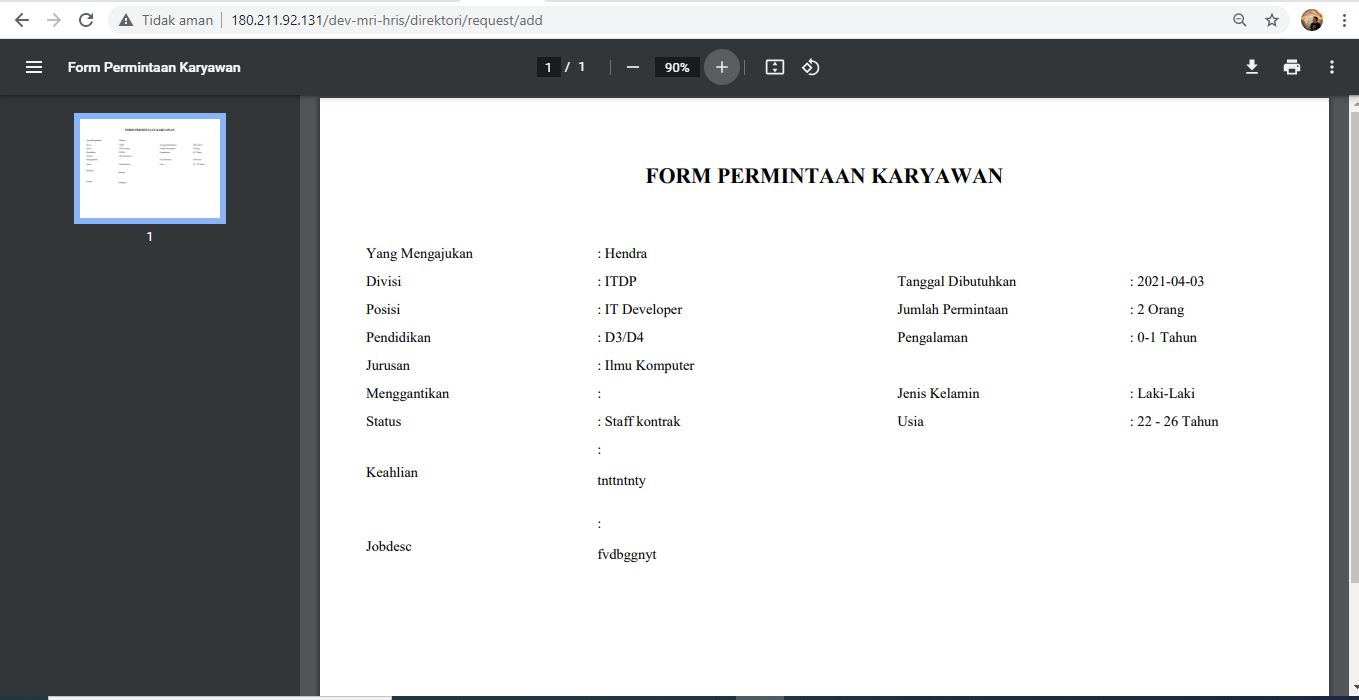 Tidak aman 180.211.92.131/dev-mri-hris/direktori/request/add
Form Permintaan Karyawan 1 / 1 90%
FORM PERMINTAAN KARYAWAN
1
Yang Mengajukan : Hendra
Divisi : ITDP Tanggal Dibutuhkan : 2021-04-03
Posisi : IT Developer Jumlah Permintaan : 2 Orang
Pendidikan : D3/D4 Pengalaman : 0-1 Tahun
Jurusan : Ilmu Komputer
Menggantikan : Jenis Kelamin : Laki-Laki
Status : Staff kontrak Usia : 22 - 26 Tahun
:
Keahlian
tnttntnty
:
Jobdesc
fvdbggnyt